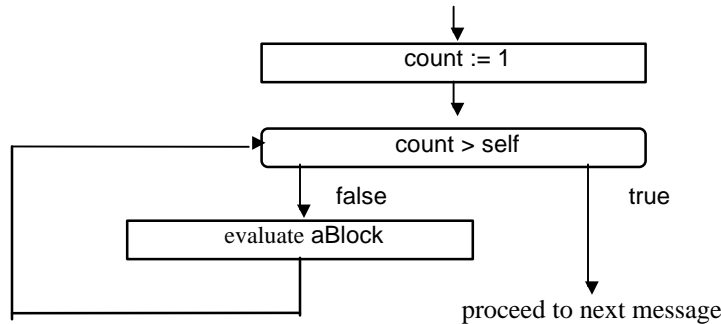 count := 1
count > self
false
true
evaluate aBlock
proceed to next message